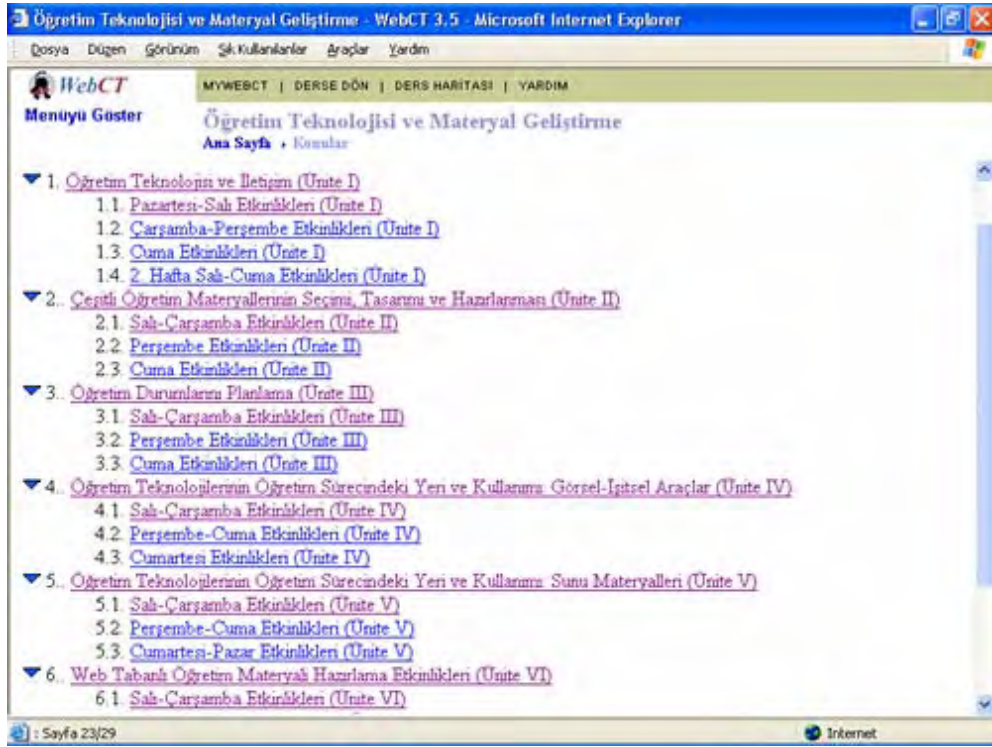 Öğretim Teknolojisi ve Materyal Geliştirme - WebCT 3.5 - Microsoft Internet Explorer
Dosya Düzen Görünüm Sık Kullanılanlar Araçlar Yardım
WebCT MYWEBCT | DERSE DÖN | DERS HARİTASI | YARDIM
Menüyü Göster Öğretim Teknolojisi ve Materyal Geliştirme
Ana Sayfa › Konular
1. Öğretim Teknolojisi ve İletişim (Ünite I)
1.1. Pazartesi-Salı Etkinlikleri (Ünite I)
1.2. Çarşamba-Perşembe Etkinlikleri (Ünite I)
1.3. Cuma Etkinlikleri (Ünite I)
1.4. 2. Hafta Salı-Cuma Etkinlikleri (Ünite I)
2.. Çeşitli Öğretim Materyallerinin Seçimi, Tasarımı ve Hazırlanması (Ünite II)
2.1. Salı-Çarşamba Etkinlikleri (Ünite II)
2.2. Perşembe Etkinlikleri (Ünite II)
2.3. Cuma Etkinlikleri (Ünite II)
3.. Öğretim Durumlarını Planlama (Ünite III)
3.1. Salı-Çarşamba Etkinlikleri (Ünite III)
3.2. Perşembe Etkinlikleri (Ünite III)
3.3. Cuma Etkinlikleri (Ünite III)
4.. Öğretim Teknolojilerinin Öğretim Sürecindeki Yeri ve Kullanımı: Görsel-İşitsel Araçlar (Ünite IV)
4.1. Salı-Çarşamba Etkinlikleri (Ünite IV)
4.2. Perşembe-Cuma Etkinlikleri (Ünite IV)
4.3. Cumartesi Etkinlikleri (Ünite IV)
5.. Öğretim Teknolojilerinin Öğretim Sürecindeki Yeri ve Kullanımı: Sunu Materyalleri (Ünite V)
5.1. Salı-Çarşamba Etkinlikleri (Ünite V)
5.2. Perşembe-Cuma Etkinlikleri (Ünite V)
5.3. Cumartesi-Pazar Etkinlikleri (Ünite V)
6.. Web Tabanlı Öğretim Materyali Hazırlama Etkinlikleri (Ünite VI)
6.1. Salı-Çarşamba Etkinlikleri (Ünite VI)
: Sayfa 23/29 Internet